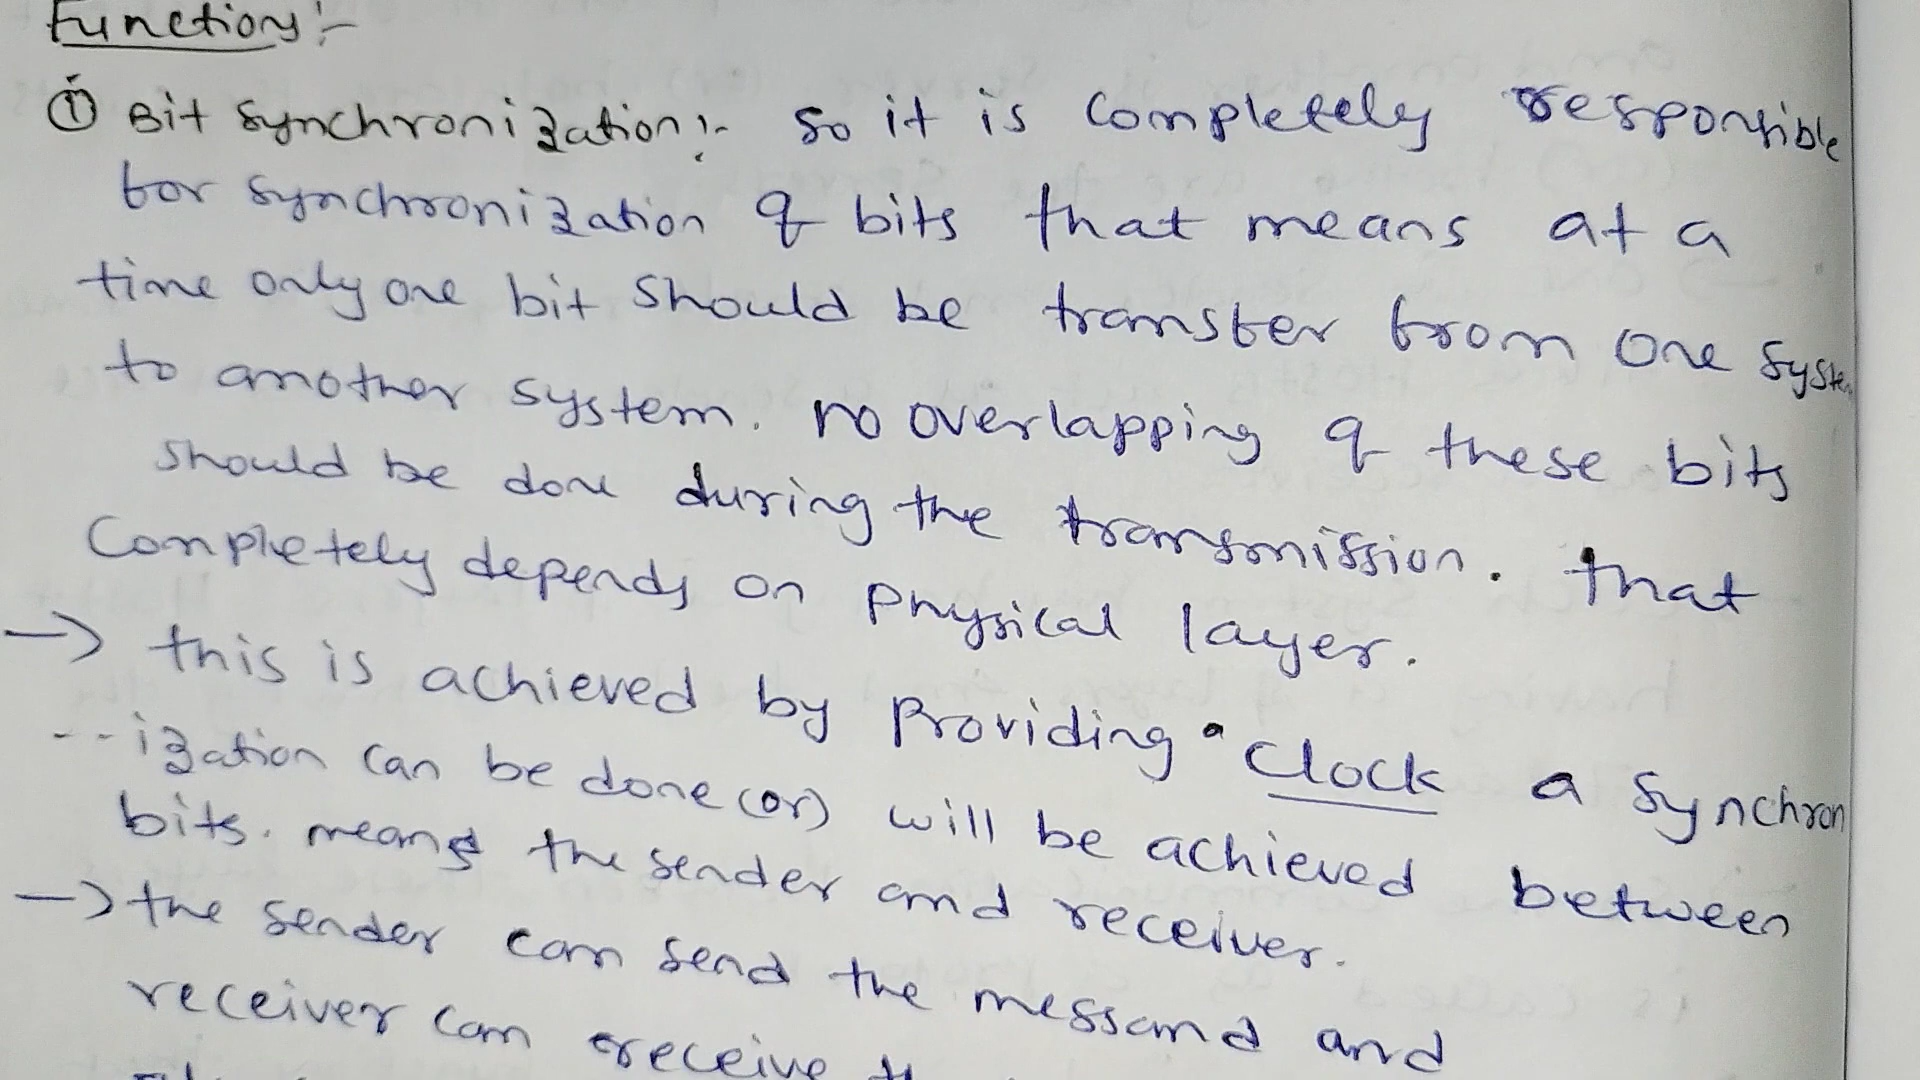 Functions:-
① Bit Synchronization:- So it is Completely responsible
for Synchronization of bits that means at a
time only one bit Should be transfer from one Syste
to another system. no overlapping of these bits
Should be done during the transmission. that
Completely depends on Physical layer.
-> this is achieved by Providing Clock a Synchron
--ization Can be done (or) will be achieved between
bits. means the sender and receiver.
-> the sender can send the messand and
receiver can receive